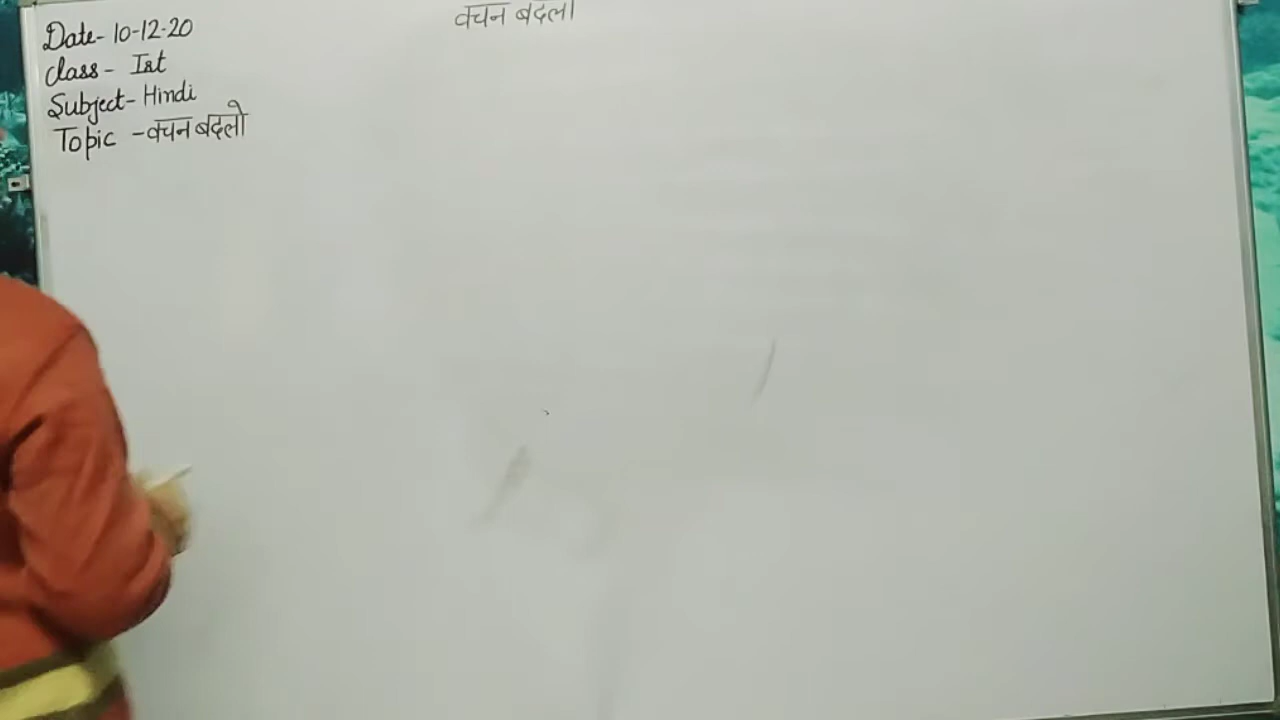 वचन बदलो
Date- 10-12-20
Class- Ist
Subject- Hindi
Topic - वचन बदलो